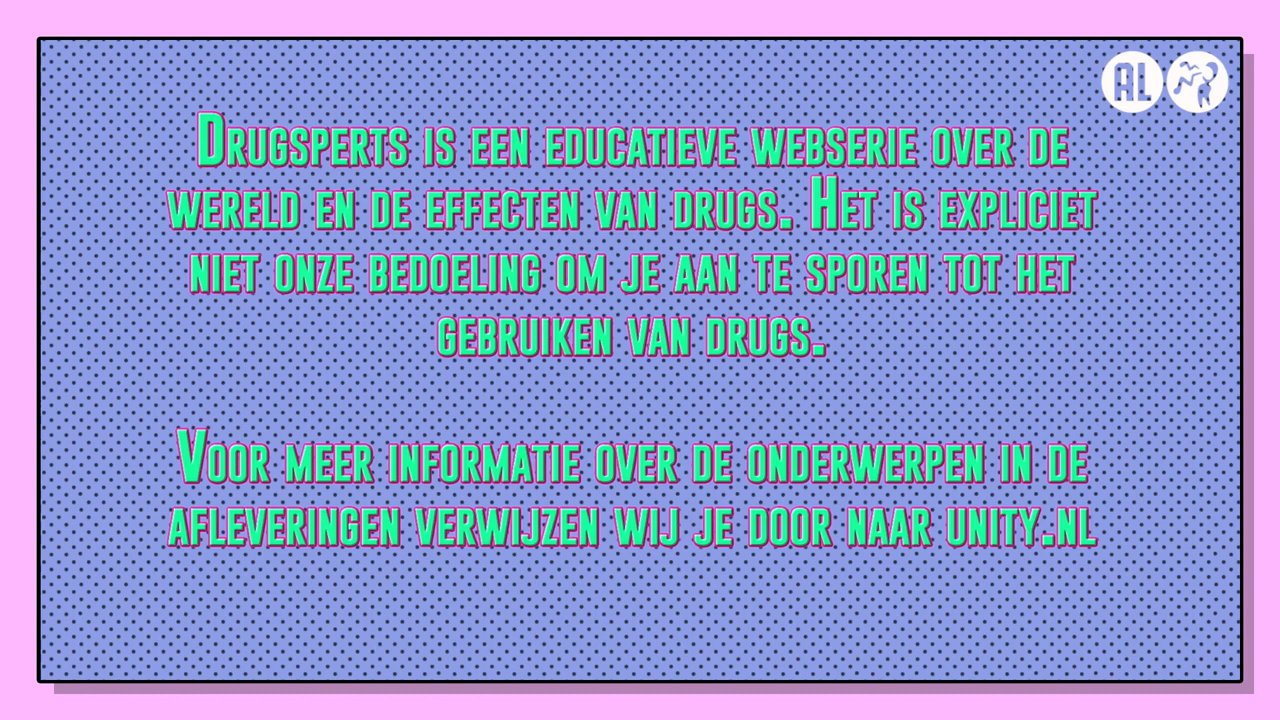 AL
Drugsperts is een educatieve webserie over de
wereld en de effecten van drugs. Het is expliciet
niet onze bedoeling om je aan te sporen tot het
gebruiken van drugs.
Voor meer informatie over de onderwerpen in de
afleveringen verwijzen wij je door naar unity.nl